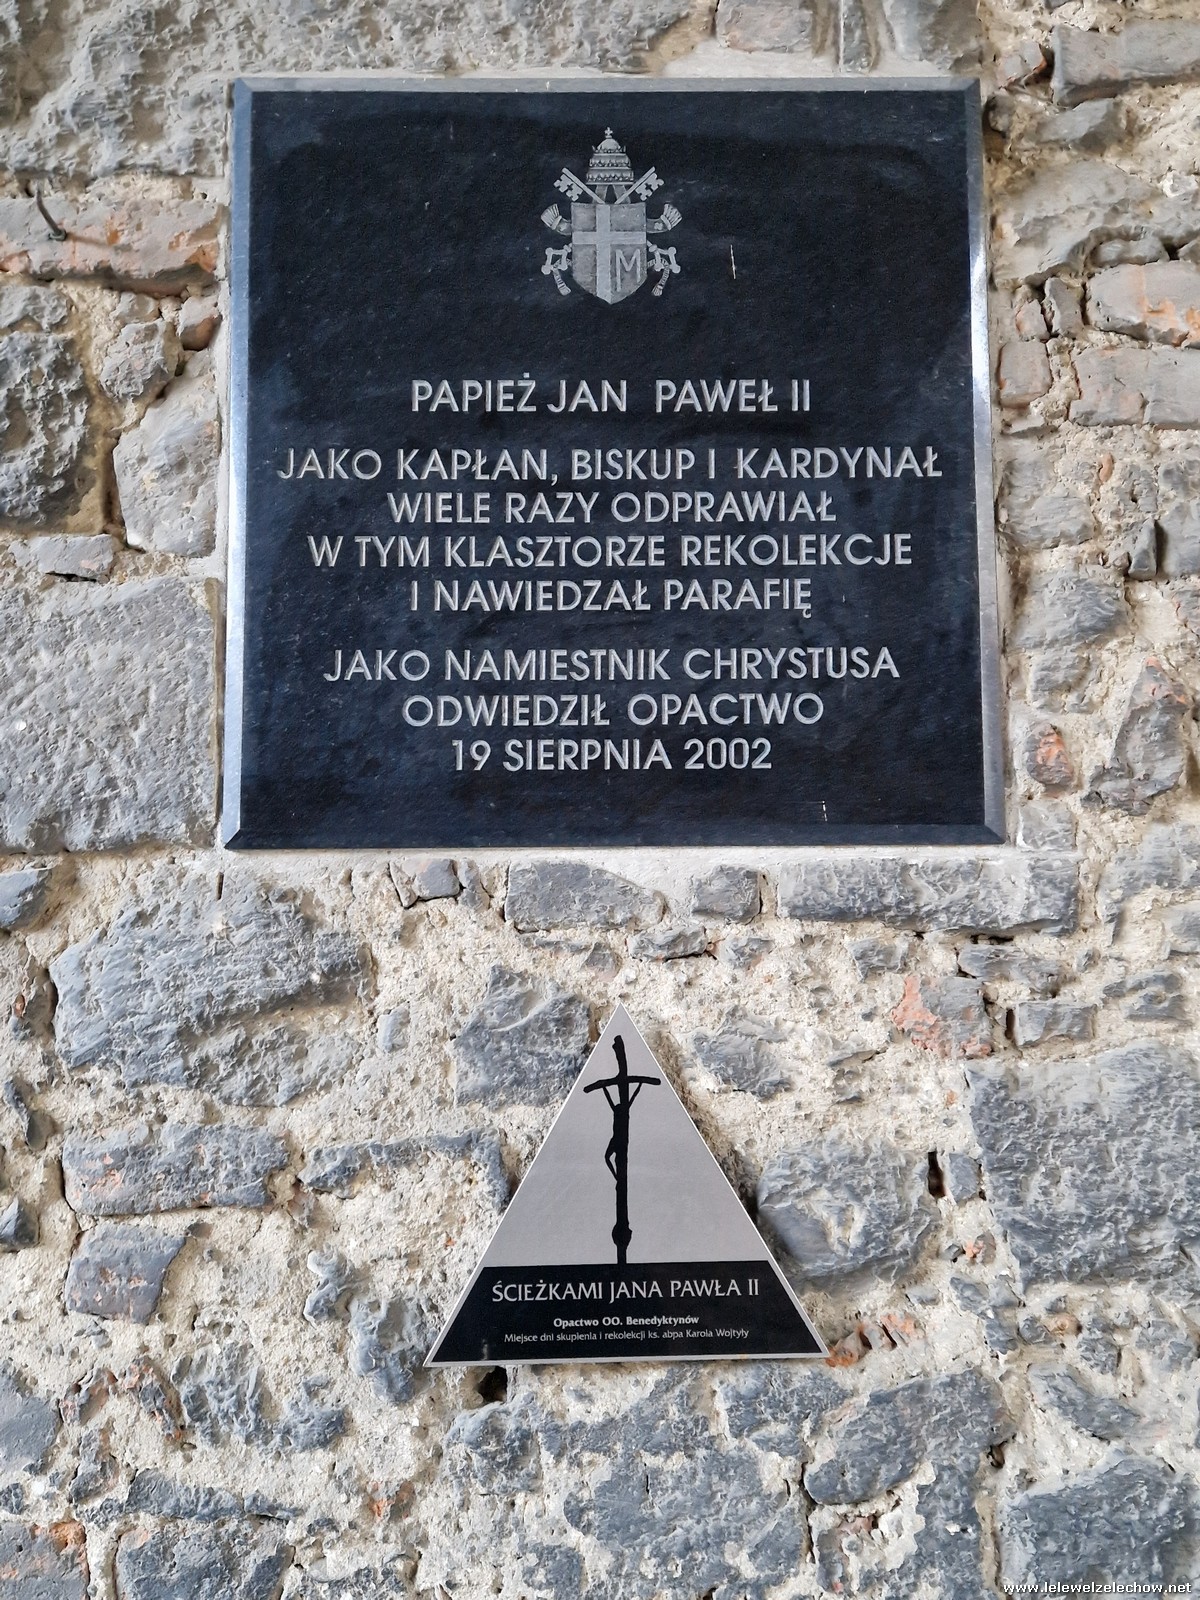 M
PAPIEŻ JAN PAWEŁ II
JAKO KAPŁAN, BISKUP I KARDYNAŁ
WIELE RAZY ODPRAWIAŁ
W TYM KLASZTORZE REKOLEKCJE
I NAWIEDZAŁ PARAFIĘ
JAKO NAMIESTNIK CHRYSTUSA
ODWIEDZIŁ OPACTWO
19 SIERPNIA 2002
ŚCIEŻKAMI JANA PAWŁA II
Opactwo OO. Benedyktynów
Miejsce dni skupienia i rekolekcji ks. abpa Karola Wojtyły
www.lelewelzelechow.net